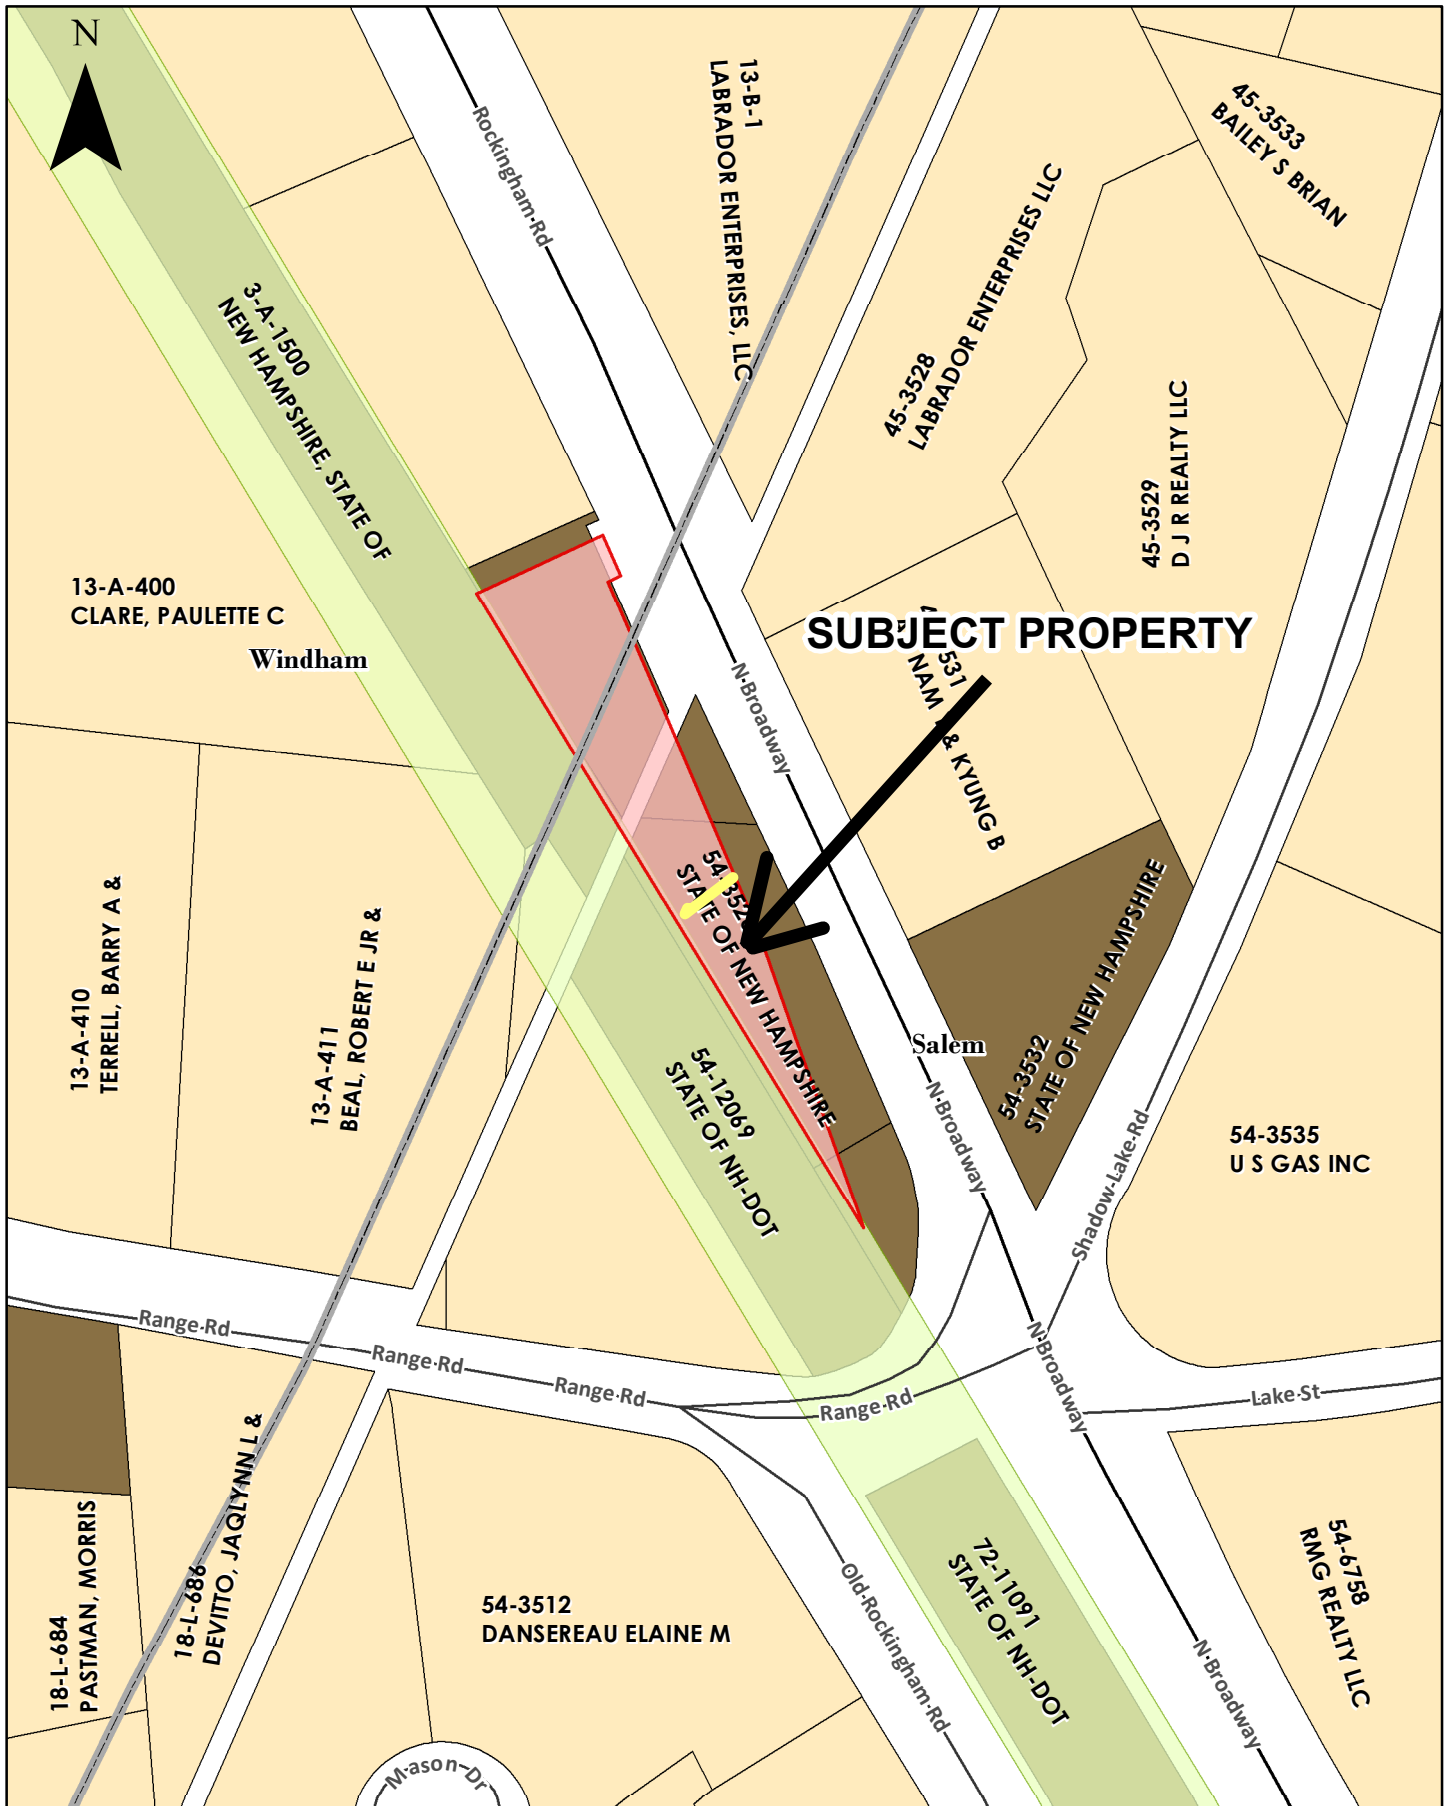 N
Rockingham Rd
13-B-1
LABRADOR ENTERPRISES, LLC
45-3533
BAILEY S BRIAN
45-3528
LABRADOR ENTERPRISES LLC
3-A-1500
NEW HAMPSHIRE, STATE OF
45-3529
D J R REALTY LLC
13-A-400
CLARE, PAULETTE C
Windham
SUBJECT PROPERTY
531
NAM & KYUNG B
N Broadway
54-352
STATE OF NEW HAMPSHIRE
13-A-410
TERRELL, BARRY A &
13-A-411
BEAL, ROBERT E JR &
54-3532
STATE OF NEW HAMPSHIRE
Salem
54-12069
STATE OF NH-DOT
N Broadway
Shadow Lake Rd
54-3535
U S GAS INC
Range Rd
Range Rd
Range Rd
Range Rd
N Broadway
Lake St
18-L-684
PASTMAN, MORRIS
18-L-686
DEVITTO, JAQLYNN L &
54-3512
DANSEREAU ELAINE M
Old Rockingham Rd
72-11091
STATE OF NH-DOT
54-6758
RMG REALTY LLC
N Broadway
Mason Dr